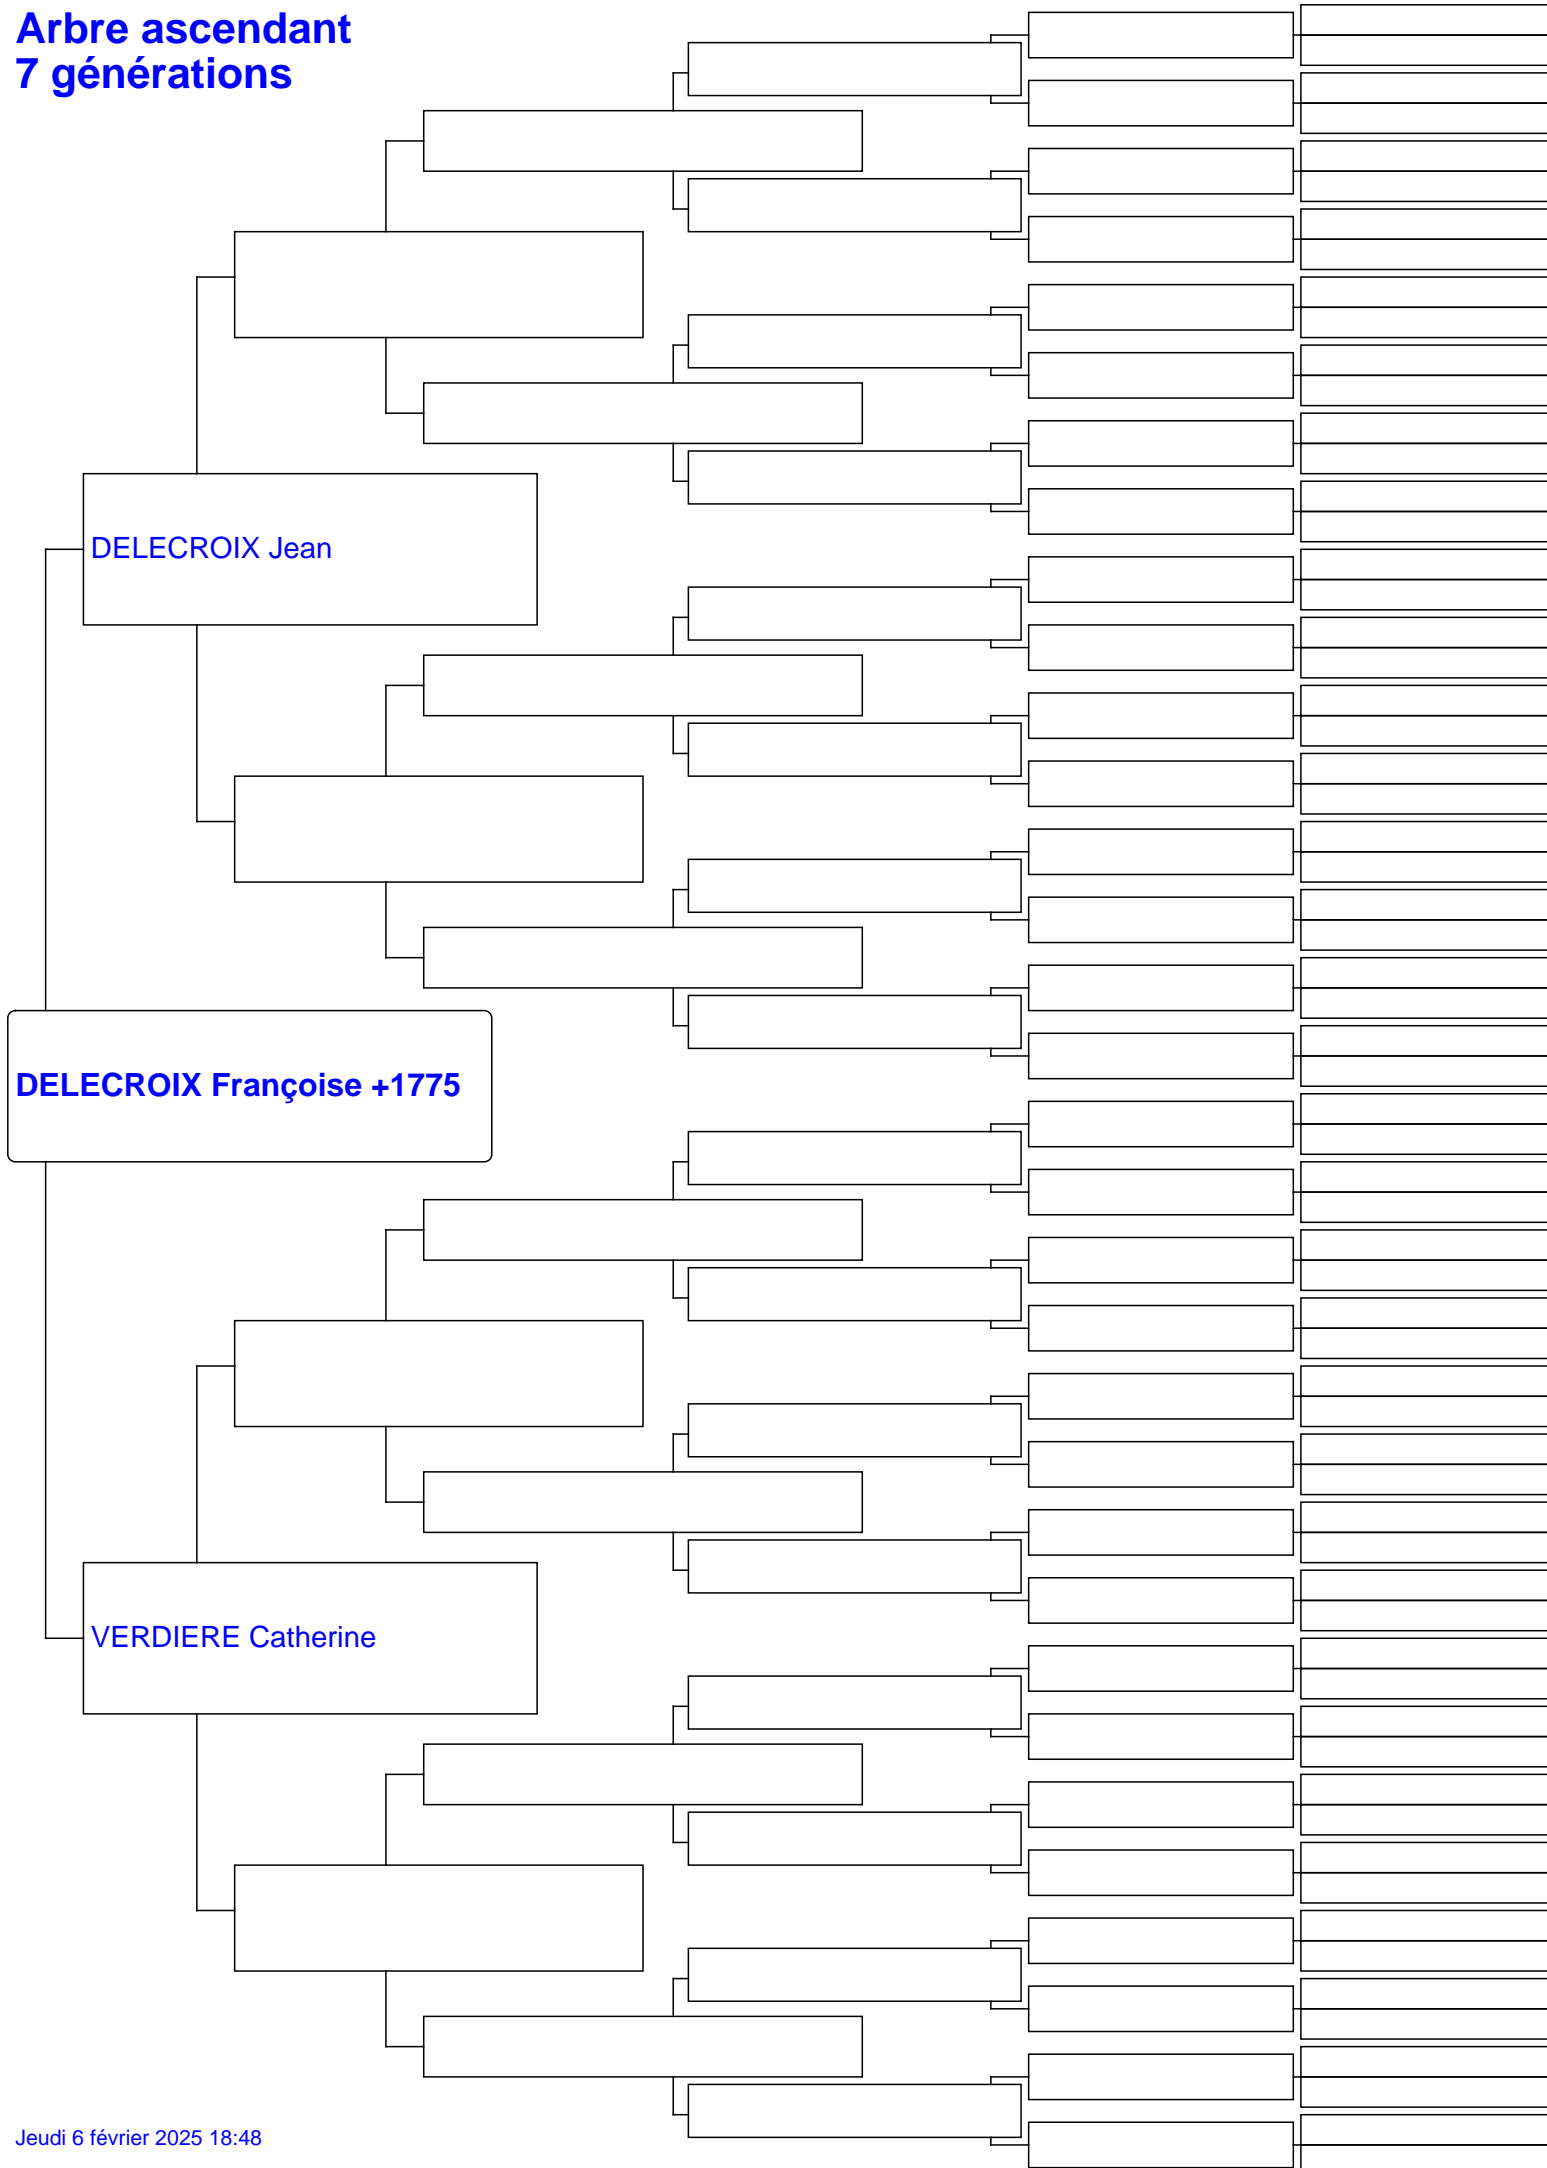 Arbre ascendant
7 générations
DELECROIX Jean
DELECROIX Françoise +1775
VERDIERE Catherine
Jeudi 6 février 2025 18:48